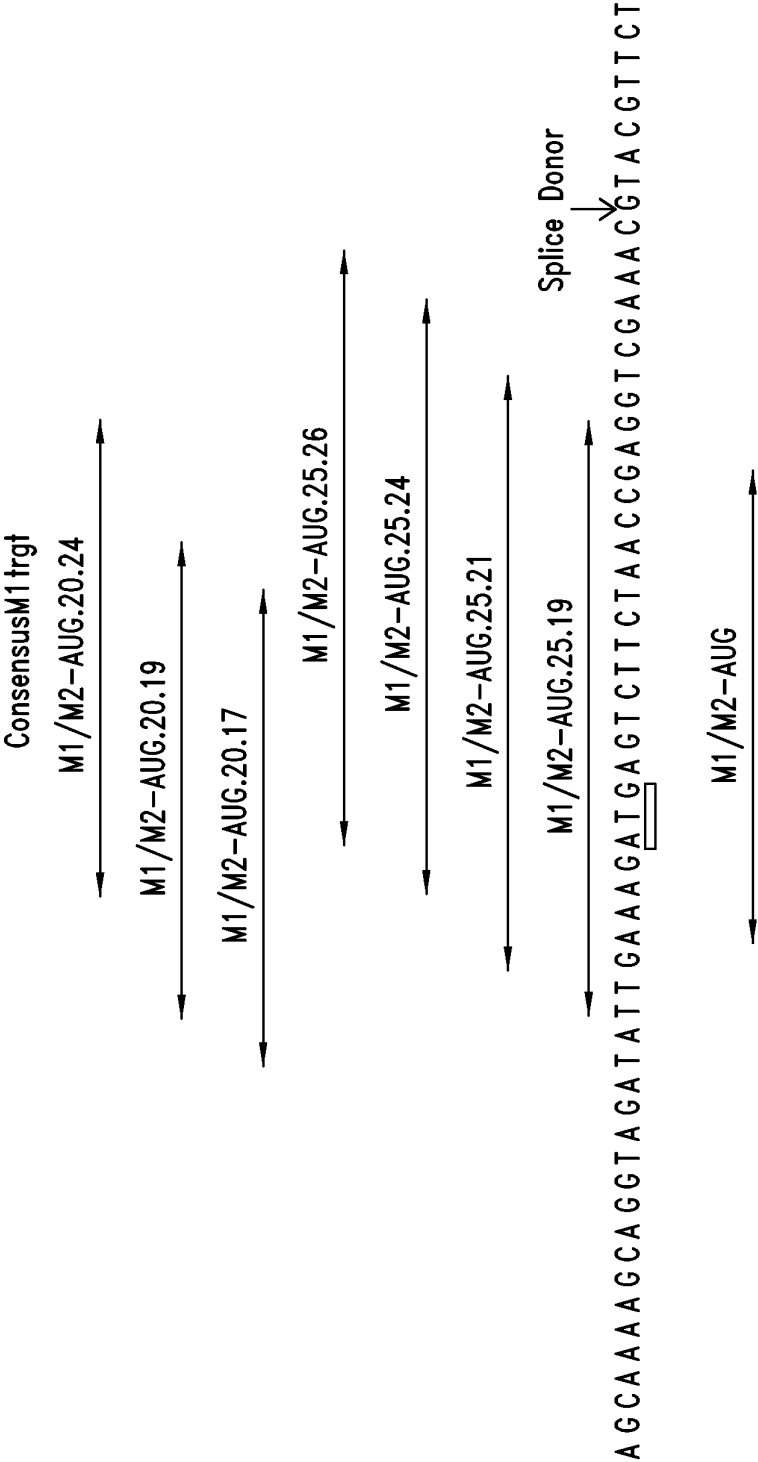 ConsensusM1trgt
M1/M2-AUG.20.24
M1/M2-AUG.20.19
M1/M2-AUG.20.17
M1/M2-AUG.25.26
M1/M2-AUG.25.24
M1/M2-AUG.25.21
Splice Donor
M1/M2-AUG.25.19
AGCAAAAGCAGGTAGATATTGAAAGATGAGTCTTCTAACCGAGGTCGAAACGTACGTTCT
M1/M2-AUG